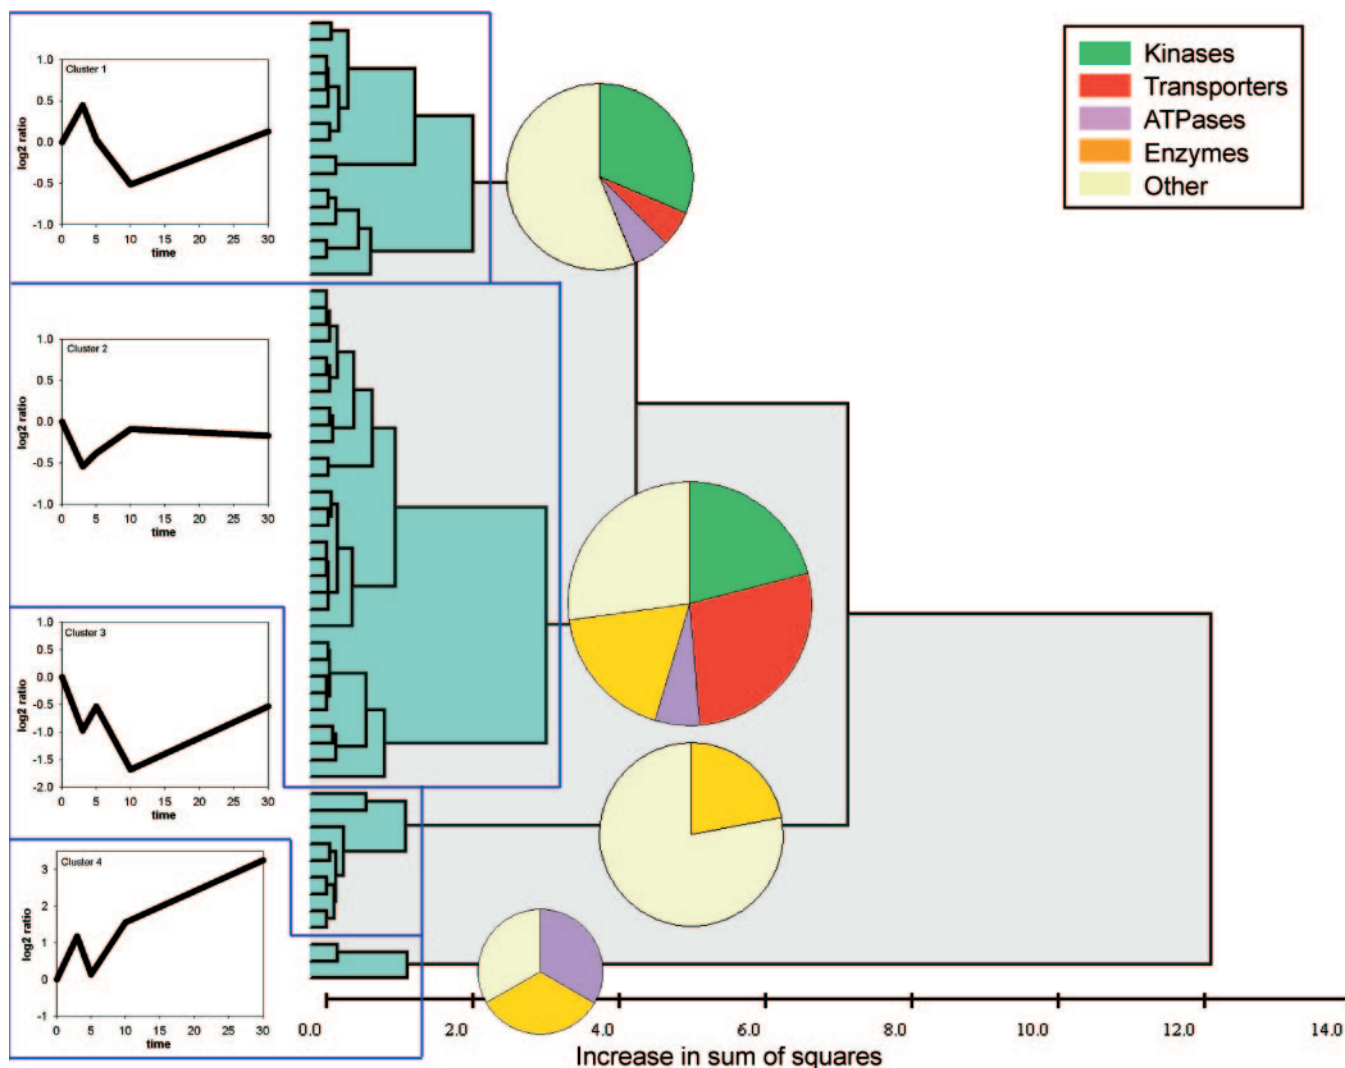 Cluster 1
1.0
0.5
0.0
-0.5
-1.0
log2 ratio
0 5 10 15 20 25 30
time
Kinases
Transporters
ATPases
Enzymes
Other
Cluster 2
1.0
0.5
0.0
-0.5
-1.0
log2 ratio
0 5 10 15 20 25 30
time
Cluster 3
1.0
0.0
-0.5
-1.0
-1.5
-2.0
log2 ratio
0 5 10 15 20 25 30
time
Cluster 4
3
2
1
0
-1
log2 ratio
0 5 10 15 20 25 30
time
0.0 2.0 4.0 6.0 8.0 10.0 12.0 14.0
Increase in sum of squares